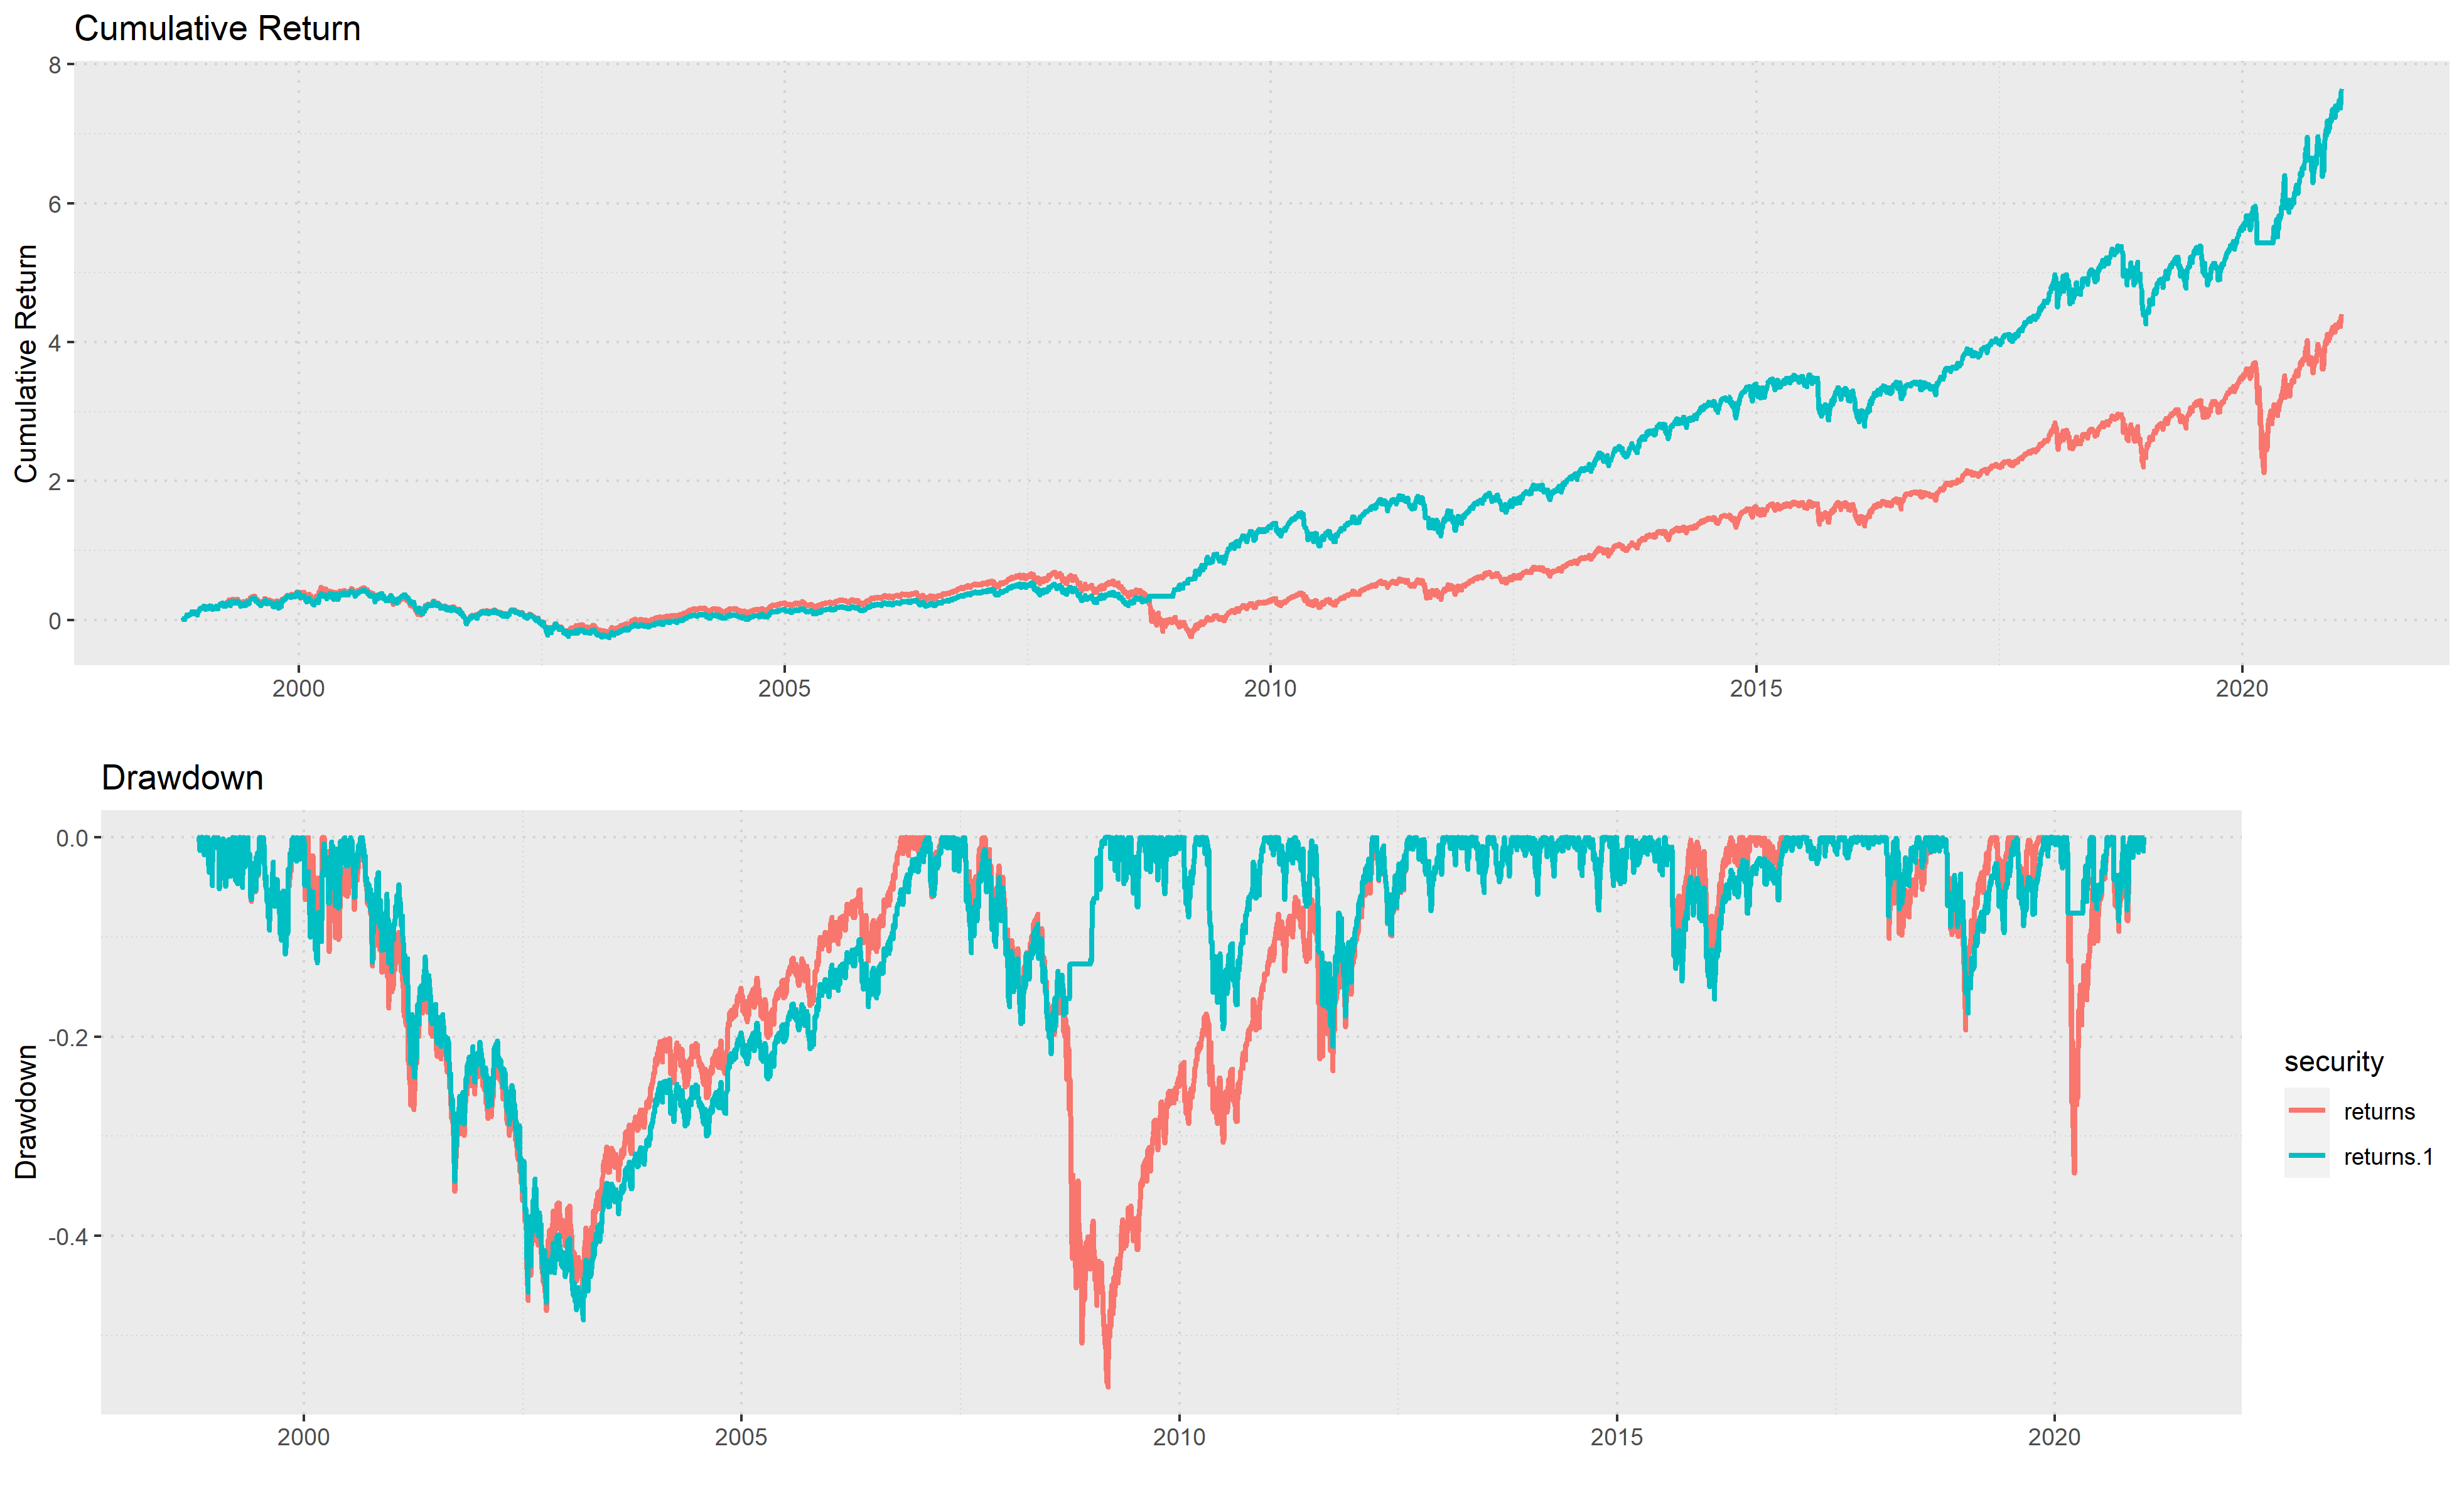 Cumulative Return
Cumulative Return
8
6
4
2
0
2000 2005 2010 2015 2020
Drawdown
Drawdown
0.0
-0.2
-0.4
2000 2005 2010 2015 2020
security
returns
returns.1